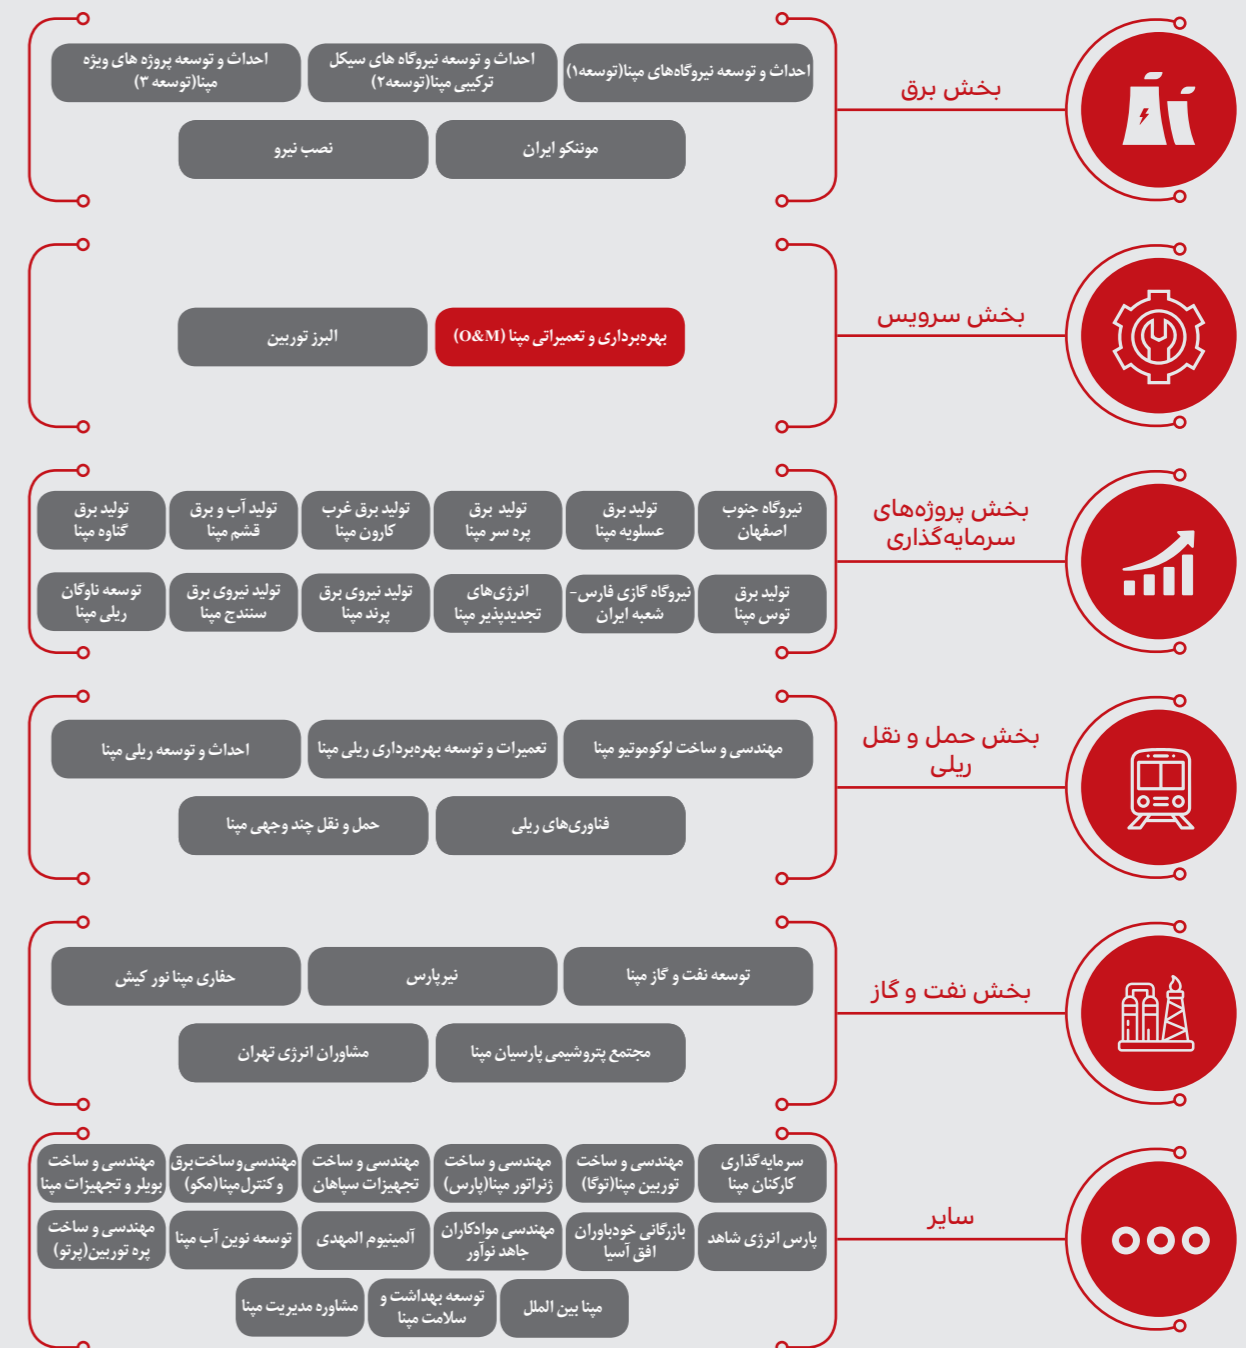 بخش برق
احداث و توسعه نیروگاه‌های مپنا(توسعه۱)
احداث و توسعه نیروگاه های سیکل
ترکیبی مپنا(توسعه۲)
احداث و توسعه پروژه های ویژه
مپنا(توسعه ۳)
موننکو ایران
نصب نیرو
بخش سرویس
بهره‌برداری و تعمیراتی مپنا (O&M)
البرز توربین
بخش پروژه‌های
سرمایه‌گذاری
نیروگاه جنوب
اصفهان
تولید برق
عسلویه مپنا
تولید برق
پره سر مپنا
تولید برق غرب
کارون مپنا
تولید آب و برق
قشم مپنا
تولید برق
گناوه مپنا
تولید برق
توس مپنا
نیروگاه گازی فارس-
شعبه ایران
انرژی‌های
تجدیدپذیر مپنا
تولید نیروی برق
پرند مپنا
تولید نیروی برق
سنندج مپنا
توسعه ناوگان
ریلی مپنا
بخش حمل و نقل
ریلی
مهندسی و ساخت لوکوموتیو مپنا
تعمیرات و توسعه بهره‌برداری ریلی مپنا
احداث و توسعه ریلی مپنا
فناوری‌های ریلی
حمل و نقل چند وجهی مپنا
بخش نفت و گاز
توسعه نفت و گاز مپنا
نیرپارس
حفاری مپنا نور کیش
مجتمع پتروشیمی پارسیان مپنا
مشاوران انرژی تهران
سایر
سرمایه‌گذاری
کارکنان مپنا
مهندسی و ساخت
توربین مپنا(توگا)
مهندسی و ساخت
ژنراتور مپنا(پارس)
مهندسی و ساخت
تجهیزات سپاهان
مهندسی و ساخت برق
و کنترل مپنا(مکو)
مهندسی و ساخت
بویلر و تجهیزات مپنا
پارس انرژی شاهد
بازرگانی خودباوران
افق آسیا
مهندسی موادکاران
جاهد نوآور
آلمینیوم المهدی
توسعه نوین آب مپنا
مهندسی و ساخت
پره توربین(پرتو)
مپنا بین الملل
توسعه بهداشت و
سلامت مپنا
مشاوره مدیریت مپنا